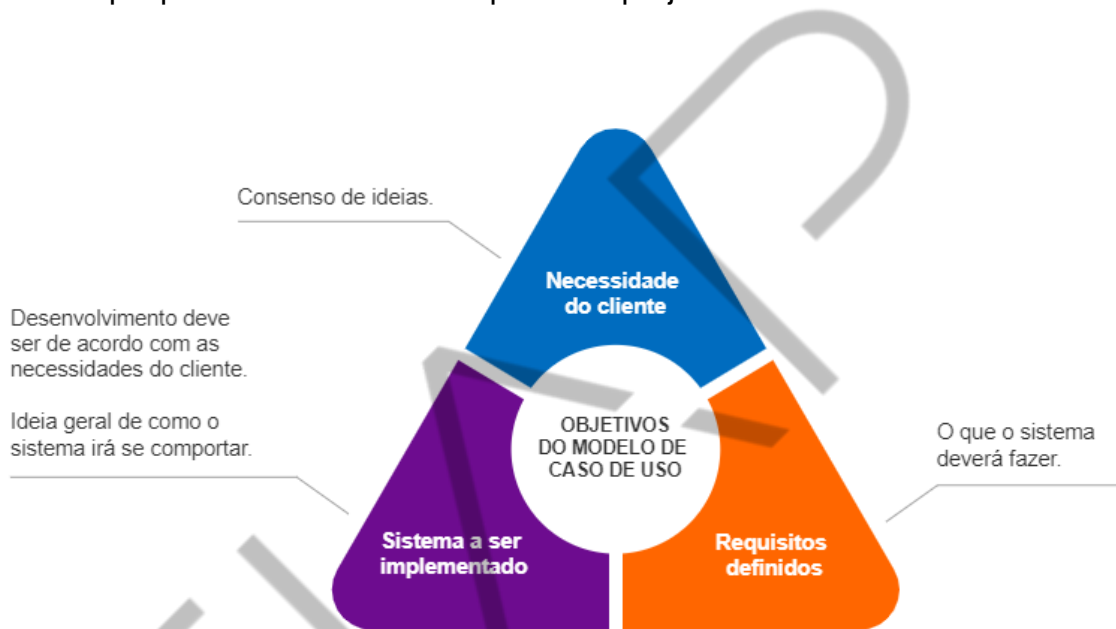 Consenso de ideias.
Necessidade
do cliente
Desenvolvimento deve
ser de acordo com as
necessidades do cliente.
Ideia geral de como o
sistema irá se comportar.
OBJETIVOS
DO MODELO DE
CASO DE USO
O que o sistema
deverá fazer.
Sistema a ser
implementado
Requisitos
definidos